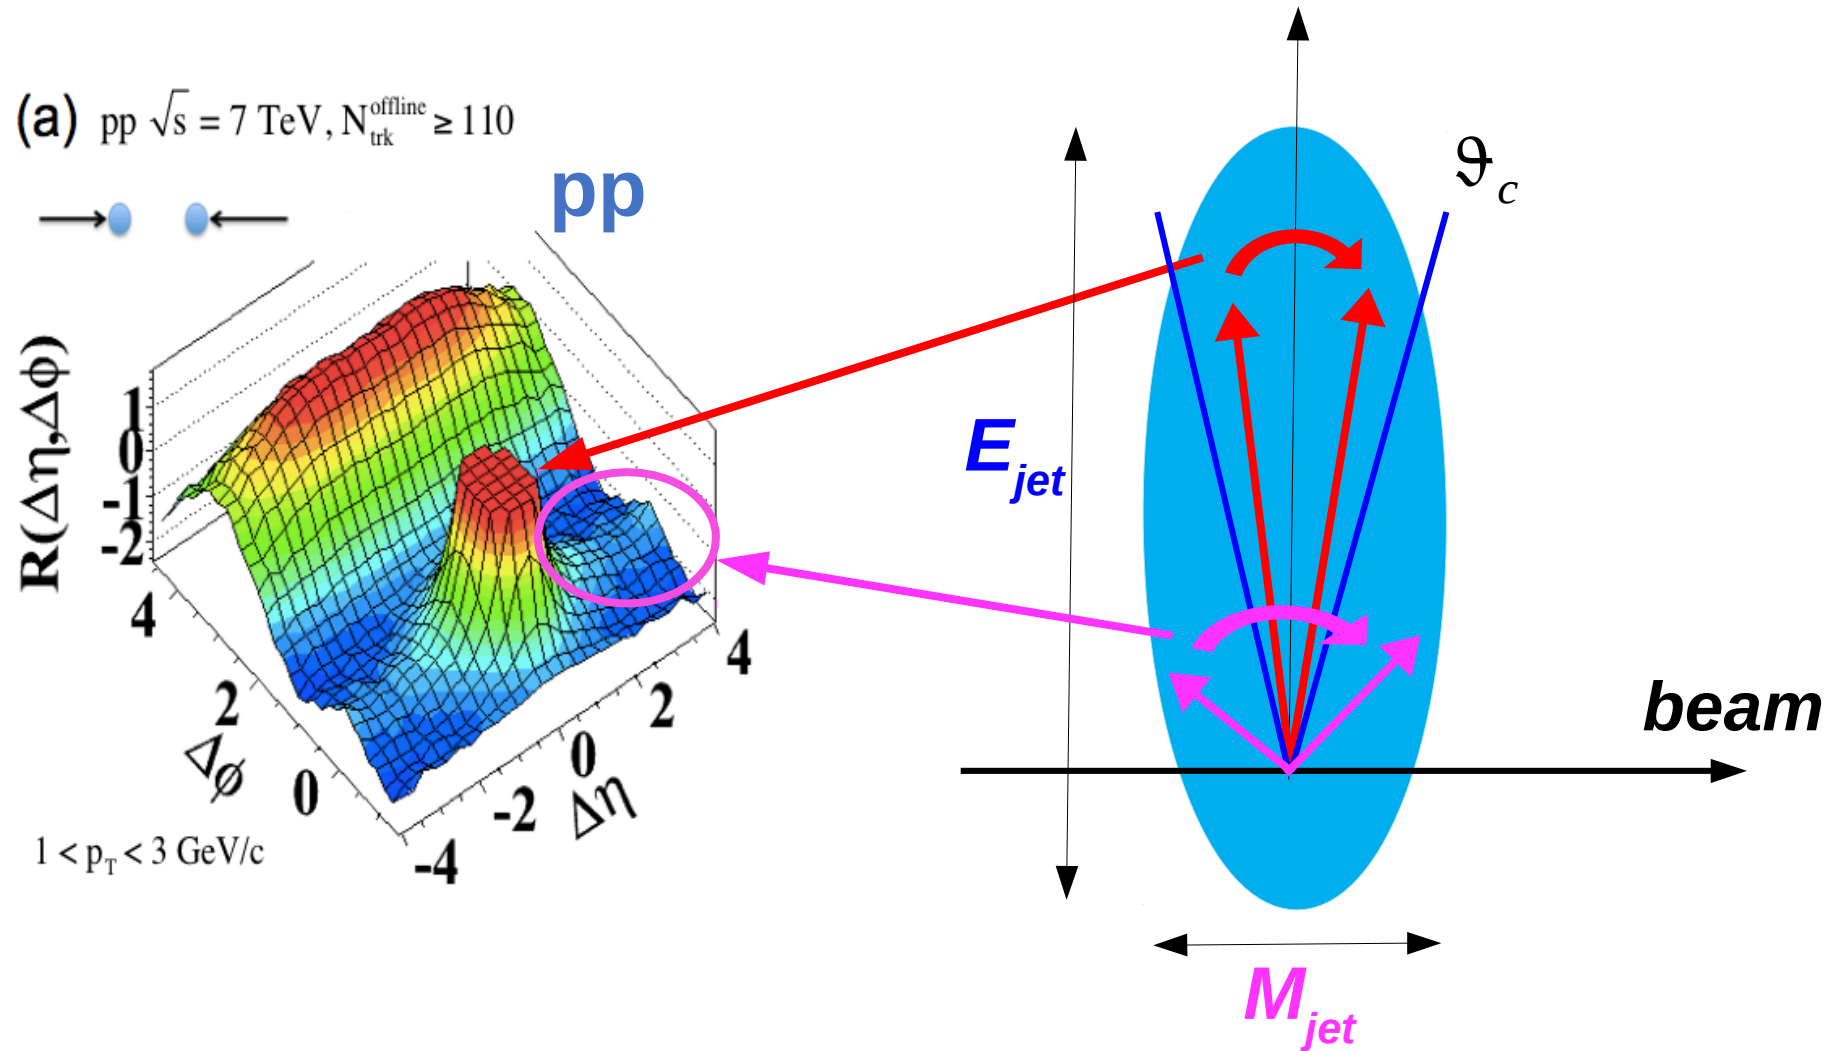 (a) pp √s = 7 TeV, N_trk^offline ≥ 110
pp
R(Δη,Δϕ)
1
0
-1
-2
4
2
0
Δϕ
-4
-2
0
2
4
Δη
1 < p_T < 3 GeV/c
ϑ_c
E_jet
beam
M_jet